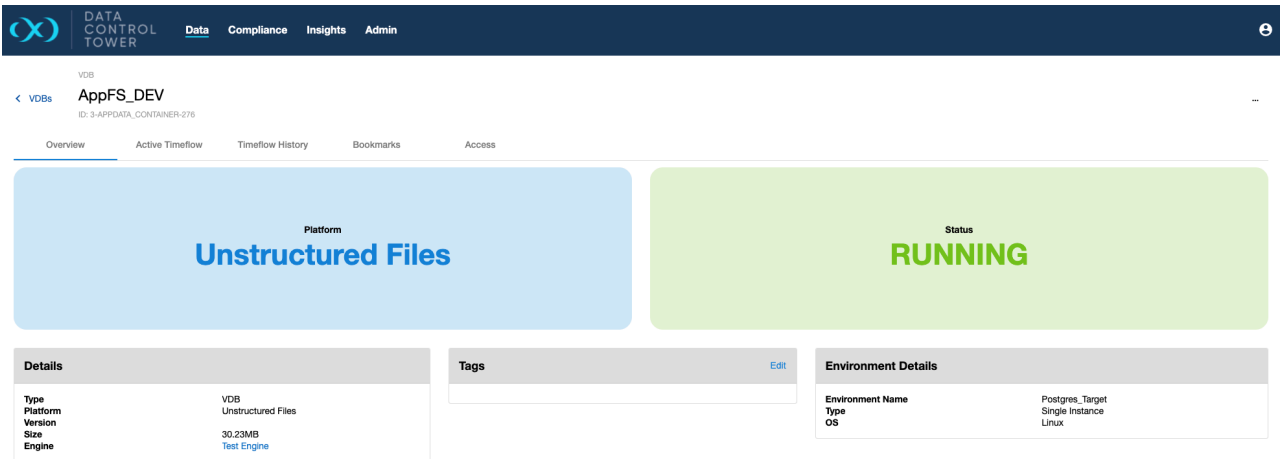 DATA
CONTROL
TOWER
Data Compliance Insights Admin
VDB
VDBs
AppFS_DEV
...
ID: 3-APPDATA_CONTAINER-276
Overview Active Timeflow Timeflow History Bookmarks Access
Platform
Unstructured Files
Status
RUNNING
Details
Type VDB
Platform Unstructured Files
Version
Size 30.23MB
Engine Test Engine
Tags Edit
Environment Details
Environment Name Postgres_Target
Type Single Instance
OS Linux